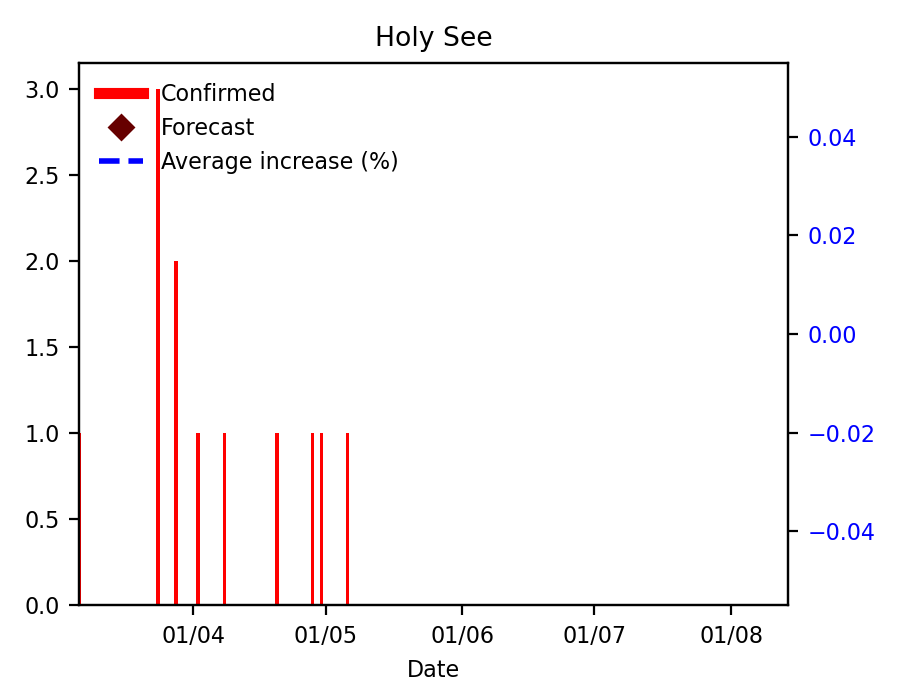 Holy See
Confirmed
Forecast
Average increase (%)
3.0
2.5
2.0
1.5
1.0
0.5
0.0
0.04
0.02
0.00
−0.02
−0.04
01/04 01/05 01/06 01/07 01/08
Date